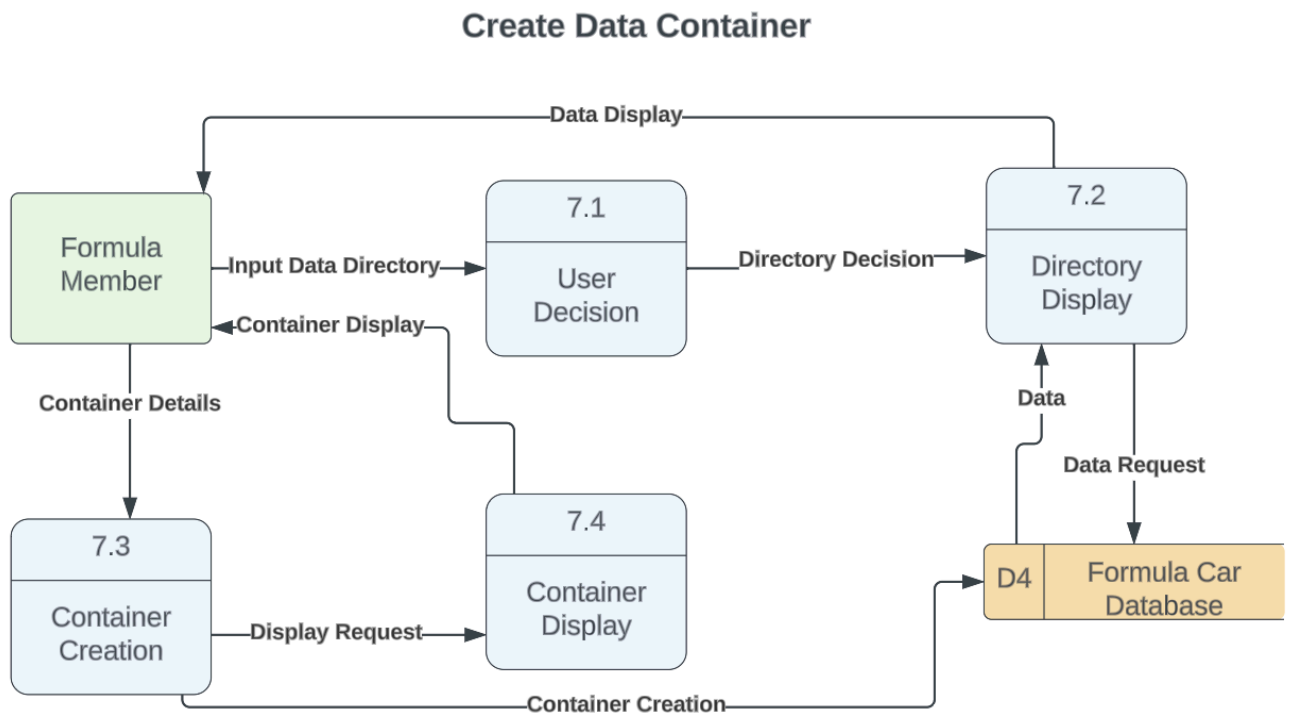 Create Data Container
Data Display
Formula
Member
Input Data Directory
7.1
User
Decision
Directory Decision
7.2
Directory
Display
Container Display
Container Details
Data
Data Request
7.3
Container
Creation
Display Request
7.4
Container
Display
D4
Formula Car
Database
Container Creation